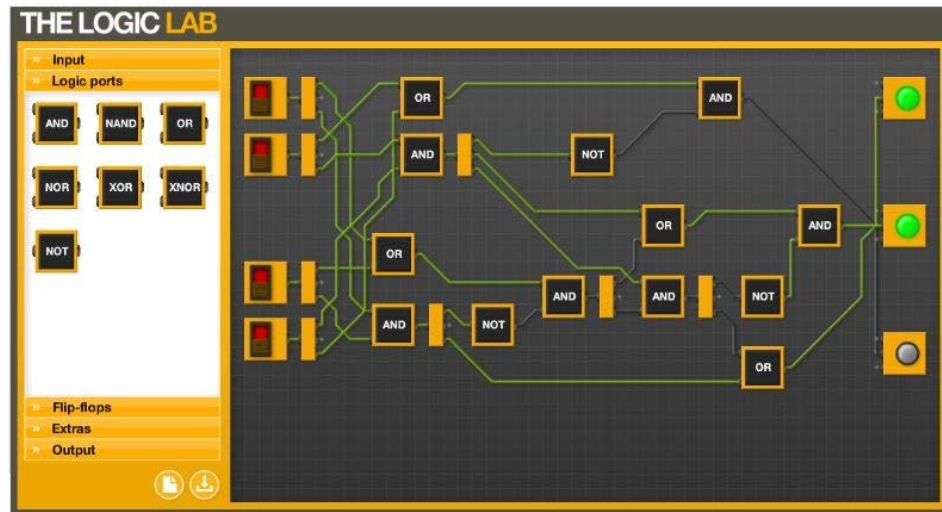 THE LOGIC LAB
» Input
» Logic ports
AND NAND OR
NOR XOR XNOR
NOT
» Flip-flops
» Extras
» Output
OR AND
AND NOT
OR AND
OR
AND AND NOT
AND NOT
OR